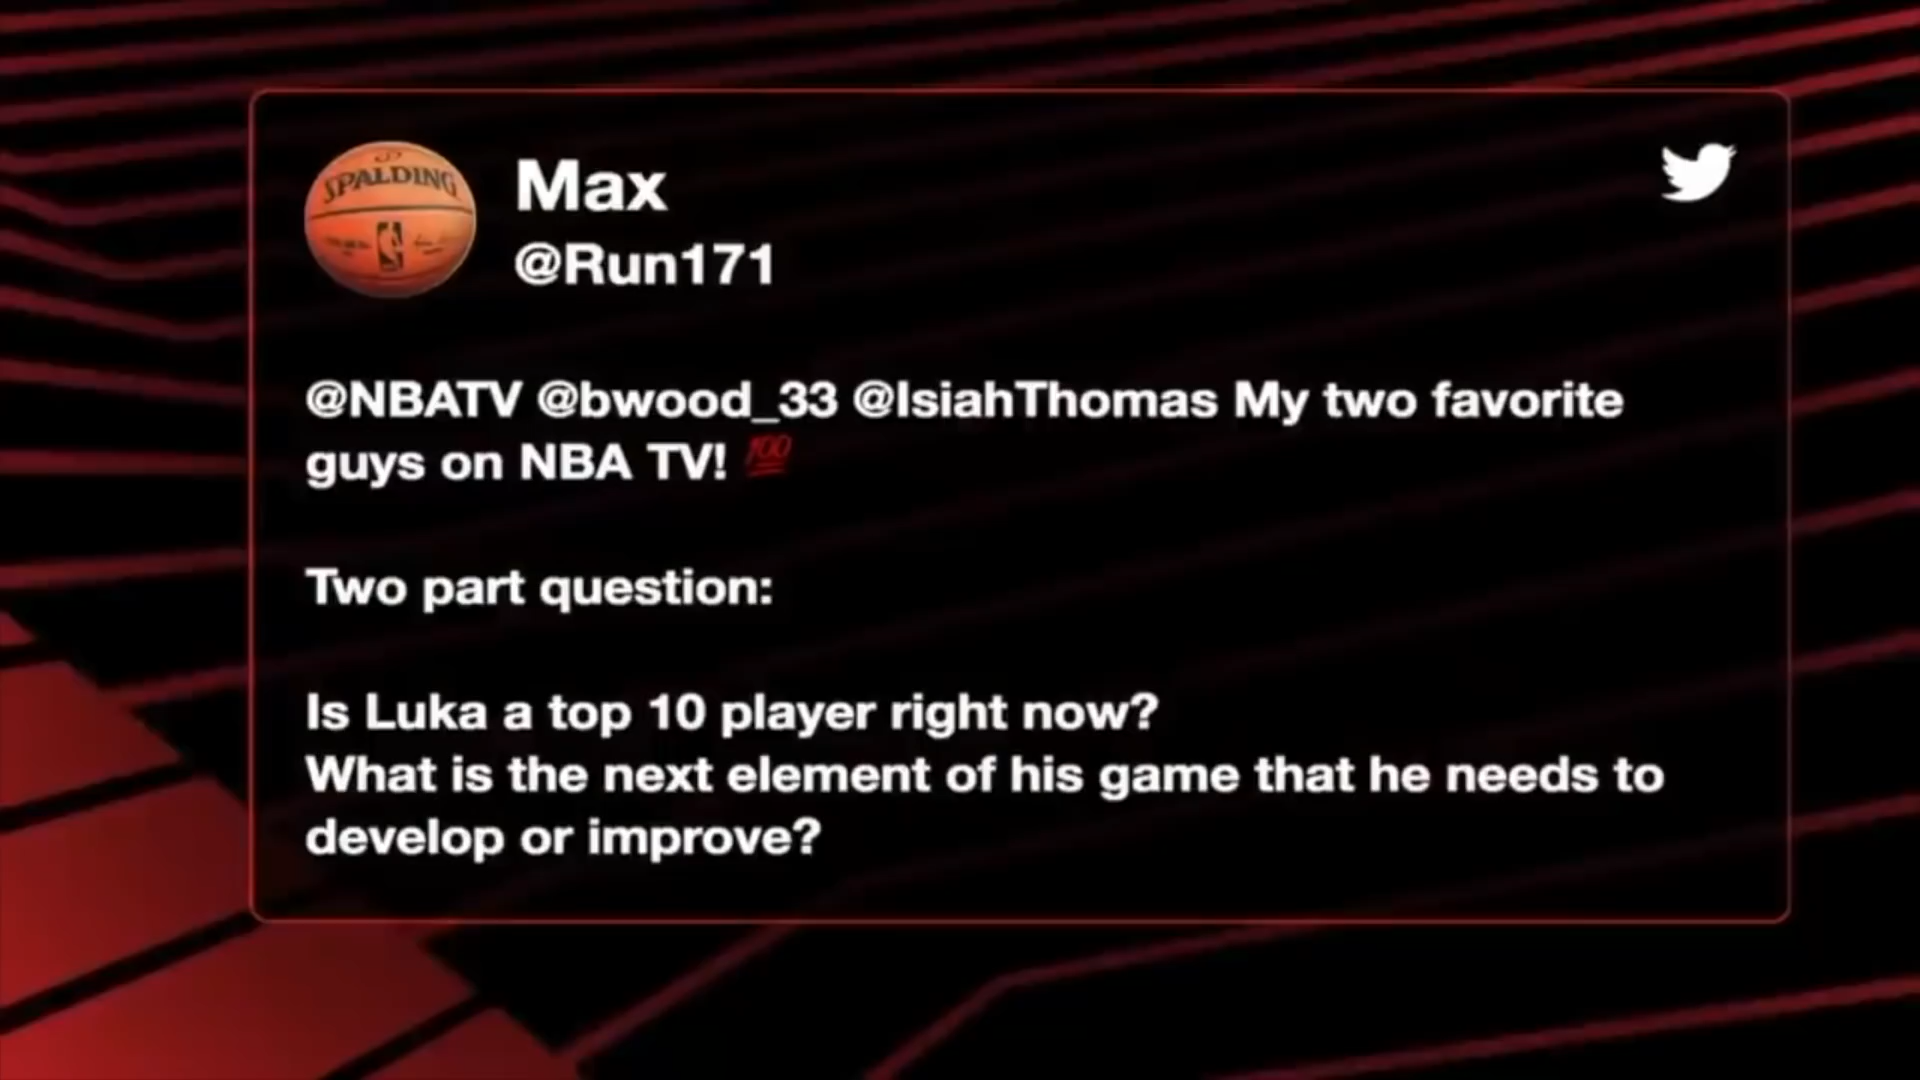 SPALDING
Max
@Run171
@NBATV @bwood_33 @IsiahThomas My two favorite
guys on NBA TV! 💯
Two part question:
Is Luka a top 10 player right now?
What is the next element of his game that he needs to
develop or improve?